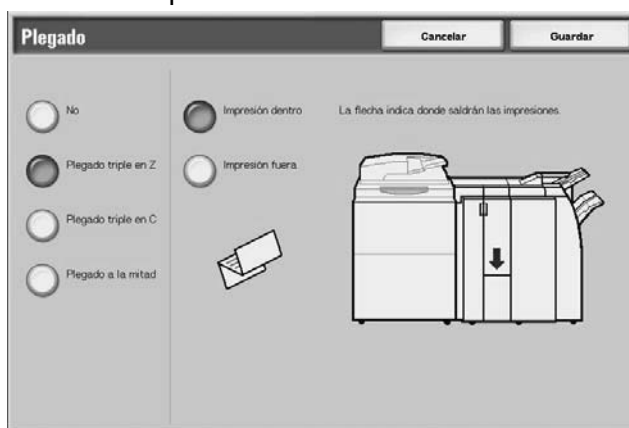 Plegado
Cancelar
Guardar
No
Plegado triple en Z
Plegado triple en C
Plegado a la mitad
Impresión dentro
Impresión fuera
La flecha indica donde saldrán las impresiones.